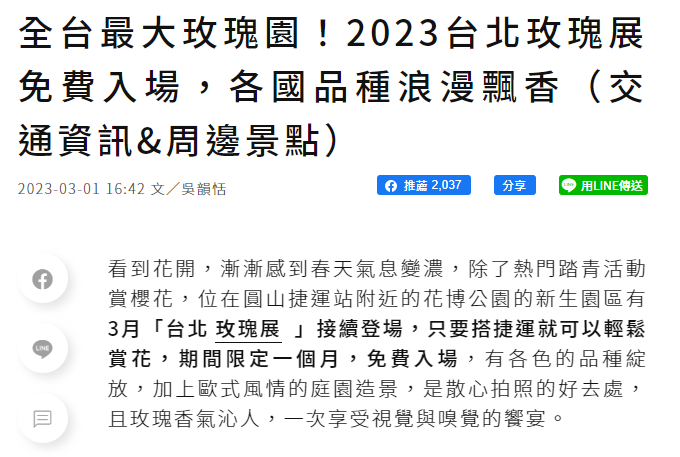 全台最大玫瑰園！2023台北玫瑰展
免費入場，各國品種浪漫飄香（交
通資訊&周邊景點）
2023-03-01 16:42 文／吳韻恬
推薦 2,037
分享
LINE 用LINE傳送
看到花開，漸漸感到春天氣息變濃，除了熱門踏青活動
賞櫻花，位在圓山捷運站附近的花博公園的新生園區有
3月「台北 玫瑰展 」接續登場，只要搭捷運就可以輕鬆
賞花，期間限定一個月，免費入場，有各色的品種綻
LINE
放，加上歐式風情的庭園造景，是散心拍照的好去處，
且玫瑰香氣沁人，一次享受視覺與嗅覺的饗宴。